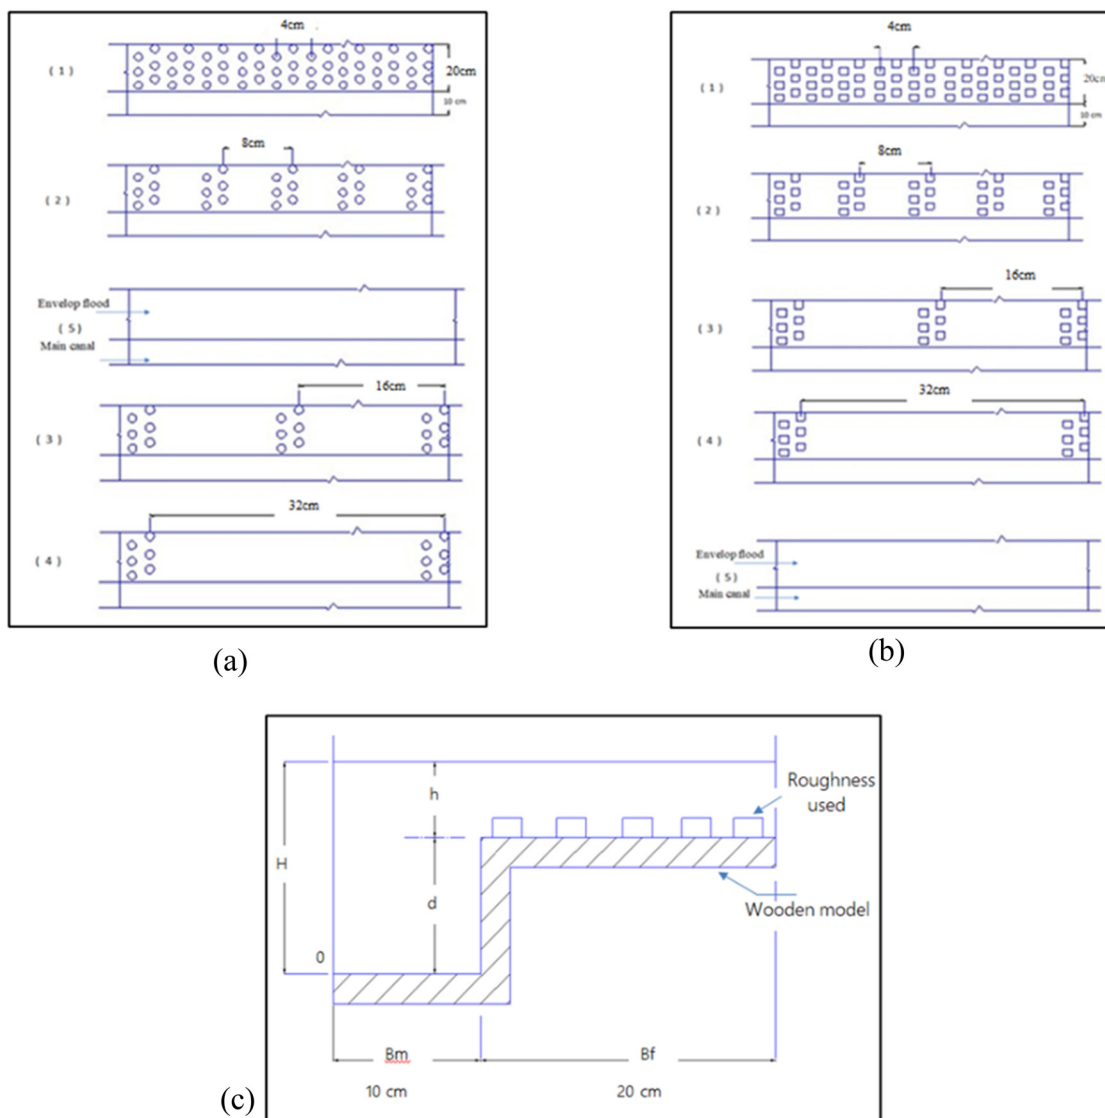 4cm
( 1 )
20cm
10 cm
8cm
( 2 )
Envelop flood
( 5 )
Main canal
16cm
( 3 )
32cm
( 4 )
(a)
4cm
( 1 )
20cm
10 cm
8cm
( 2 )
16cm
( 3 )
32cm
( 4 )
Envelop flood
( 5 )
Main canal
(b)
h
Roughness
used
H
d
Wooden model
0
Bm
Bf
10 cm
20 cm
(c)